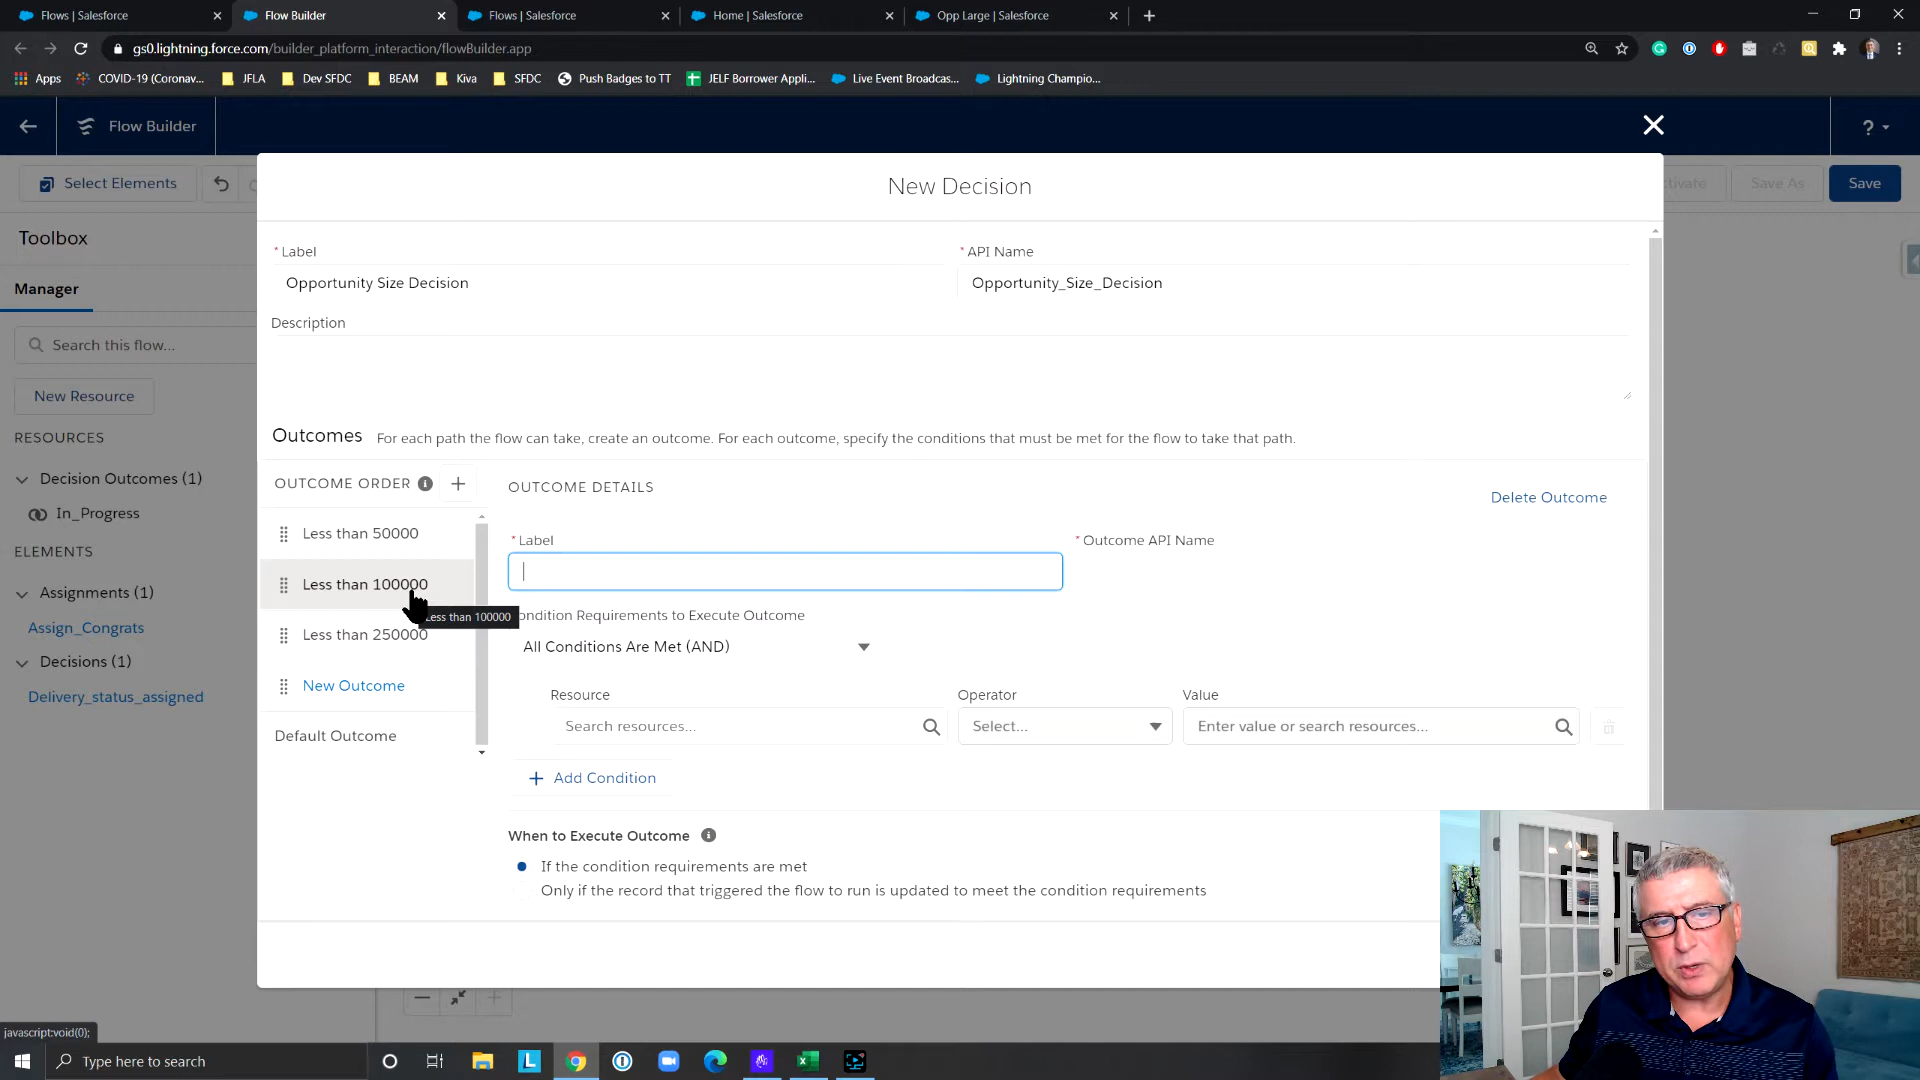 Flows | Salesforce
Flow Builder
Flows | Salesforce
Home | Salesforce
Opp Large | Salesforce
gs0.lightning.force.com/builder_platform_interaction/flowBuilder.app
Apps
COVID-19 (Coronav...
JFLA
Dev SFDC
BEAM
Kiva
SFDC
Push Badges to TT
JELF Borrower Appli...
Live Event Broadcas...
Lightning Champio...
Flow Builder
?
Select Elements
Save As
Save
Toolbox
Manager
Search this flow...
New Resource
RESOURCES
Decision Outcomes (1)
In_Progress
ELEMENTS
Assignments (1)
Assign_Congrats
Decisions (1)
Delivery_status_assigned
New Decision
* Label
Opportunity Size Decision
* API Name
Opportunity_Size_Decision
Description
Outcomes For each path the flow can take, create an outcome. For each outcome, specify the conditions that must be met for the flow to take that path.
OUTCOME ORDER
Less than 50000
Less than 100000
Less than 100000
Less than 250000
New Outcome
Default Outcome
OUTCOME DETAILS
Delete Outcome
* Label
* Outcome API Name
Condition Requirements to Execute Outcome
All Conditions Are Met (AND)
Resource
Operator
Value
Search resources...
Select...
Enter value or search resources...
Add Condition
When to Execute Outcome
If the condition requirements are met
Only if the record that triggered the flow to run is updated to meet the condition requirements
javascript:void(0);
Type here to search